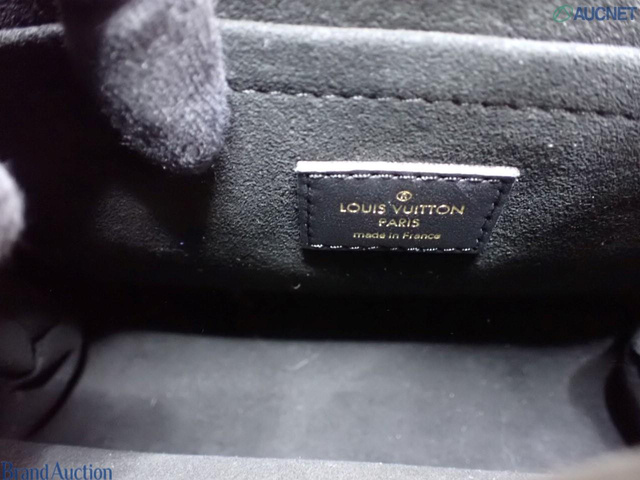 AUCNET
LOUIS VUITTON
PARIS
made in France
Brand Auction